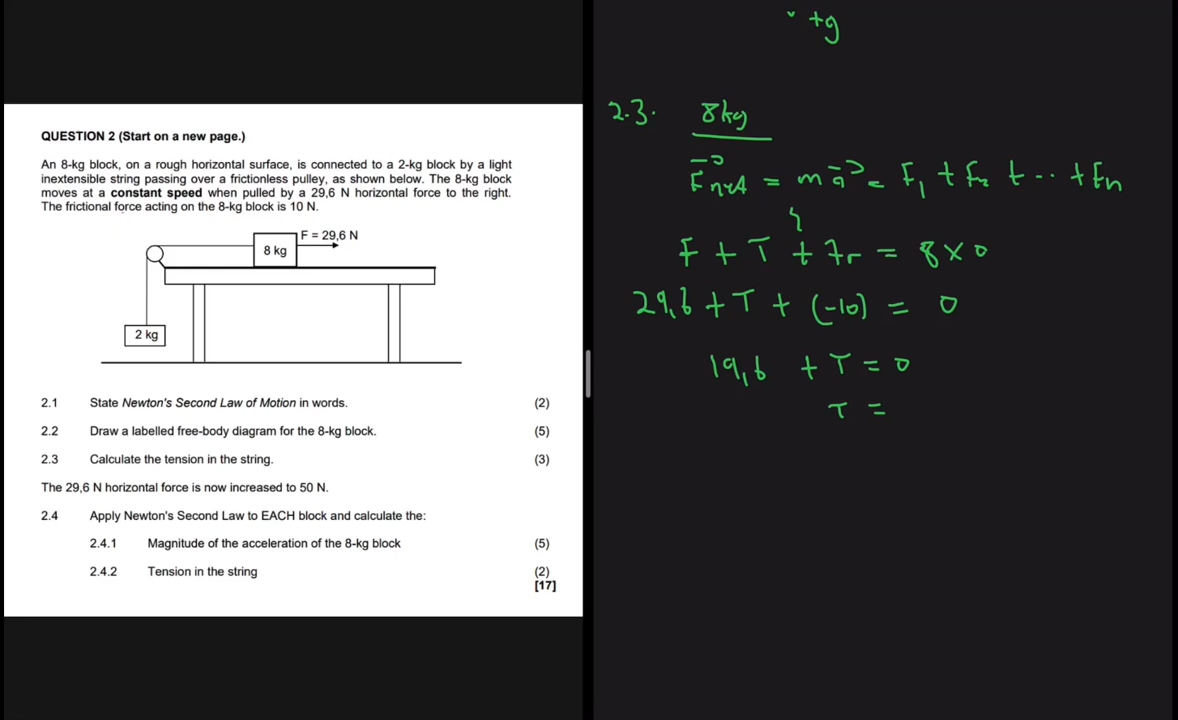 QUESTION 2 (Start on a new page.)
An 8-kg block, on a rough horizontal surface, is connected to a 2-kg block by a light
inextensible string passing over a frictionless pulley, as shown below. The 8-kg block
moves at a constant speed when pulled by a 29,6 N horizontal force to the right.
The frictional force acting on the 8-kg block is 10 N.
F = 29,6 N
8 kg
2 kg
2.1 State Newton's Second Law of Motion in words. (2)
2.2 Draw a labelled free-body diagram for the 8-kg block. (5)
2.3 Calculate the tension in the string. (3)
The 29,6 N horizontal force is now increased to 50 N.
2.4 Apply Newton's Second Law to EACH block and calculate the:
2.4.1 Magnitude of the acceleration of the 8-kg block (5)
2.4.2 Tension in the string (2)
[17]
+g
2.3. 8kg
Fnet = ma = F1 + F2 + ... + Fn
F + T + fr = 8 × 0
29,6 + T + (-10) = 0
19,6 + T = 0
T =